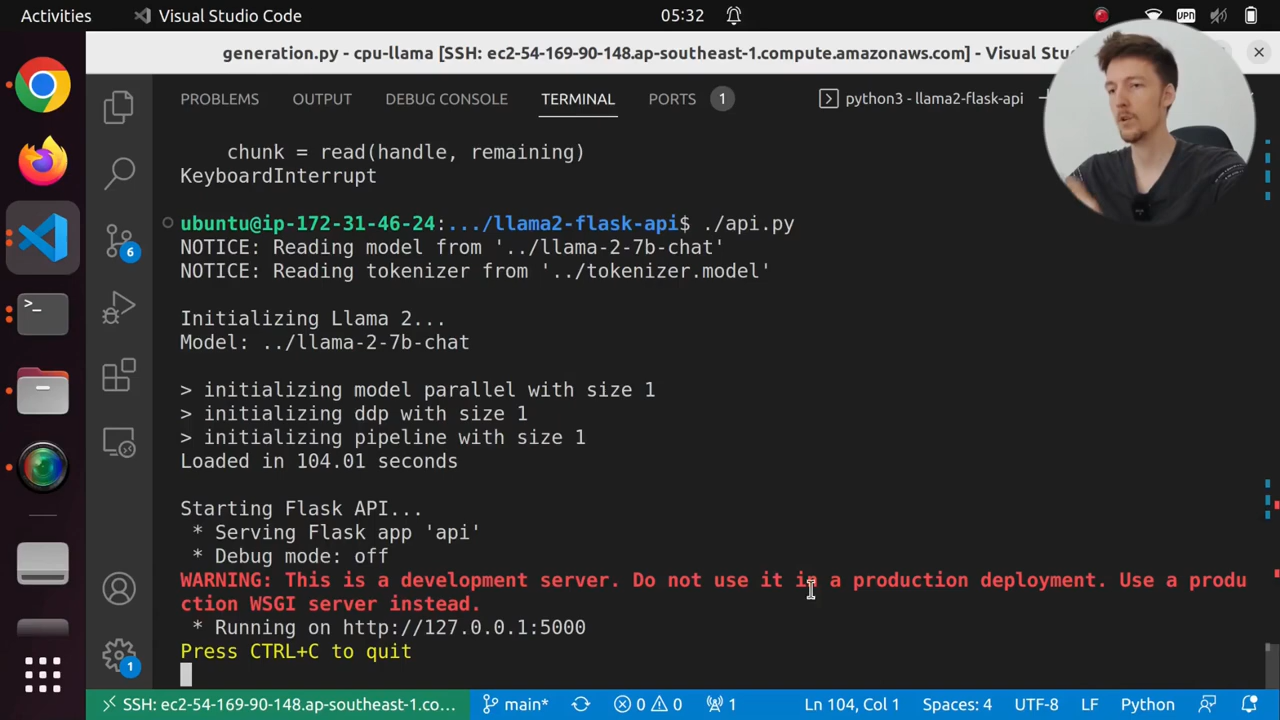 Activities
Visual Studio Code
05:32
VPN
generation.py - cpu-llama [SSH: ec2-54-169-90-148.ap-southeast-1.compute.amazonaws.com] - Visual Stu
PROBLEMS
OUTPUT
DEBUG CONSOLE
TERMINAL
PORTS
1
python3 - llama2-flask-api
chunk = read(handle, remaining)
KeyboardInterrupt
ubuntu@ip-172-31-46-24:.../llama2-flask-api$ ./api.py
NOTICE: Reading model from '../llama-2-7b-chat'
NOTICE: Reading tokenizer from '../tokenizer.model'
Initializing Llama 2...
Model: ../llama-2-7b-chat
> initializing model parallel with size 1
> initializing ddp with size 1
> initializing pipeline with size 1
Loaded in 104.01 seconds
Starting Flask API...
* Serving Flask app 'api'
* Debug mode: off
WARNING: This is a development server. Do not use it in a production deployment. Use a produ
ction WSGI server instead.
* Running on http://127.0.0.1:5000
Press CTRL+C to quit
6
1
SSH: ec2-54-169-90-148.ap-southeast-1.co...
main*
0
0
1
Ln 104, Col 1
Spaces: 4
UTF-8
LF
Python